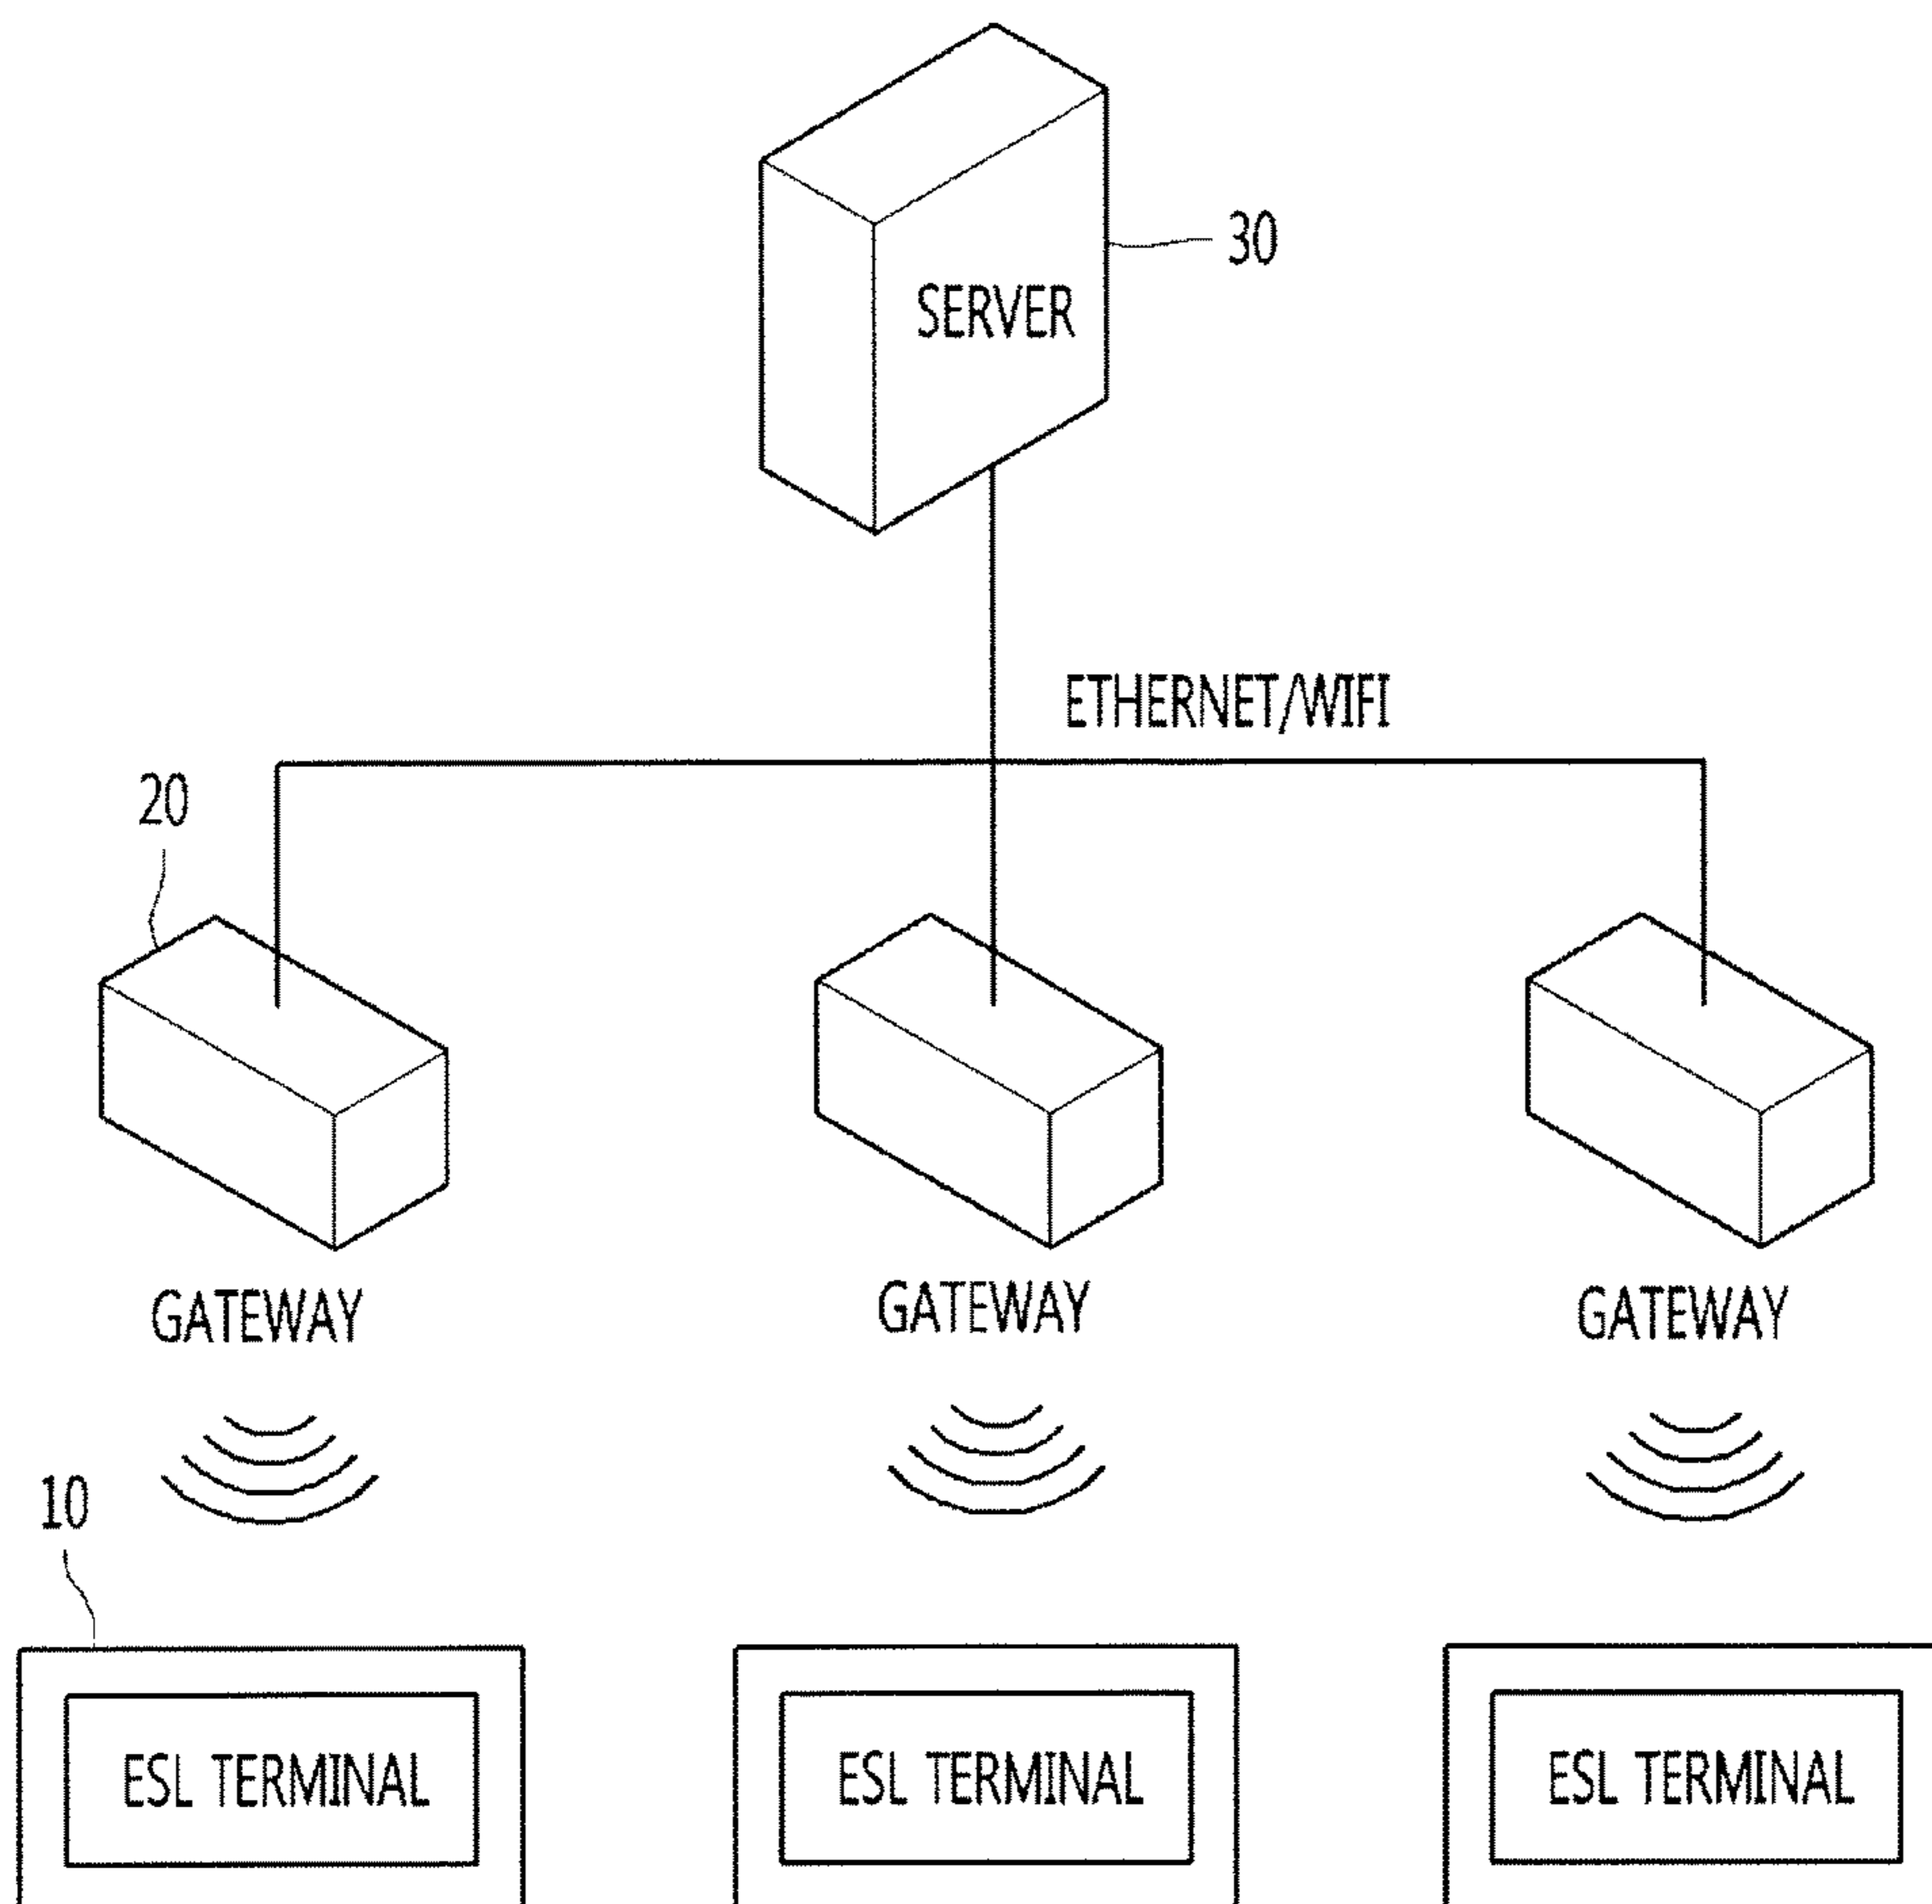 30
SERVER
ETHERNET/WIFI
20
GATEWAY
GATEWAY
GATEWAY
10
ESL TERMINAL
ESL TERMINAL
ESL TERMINAL